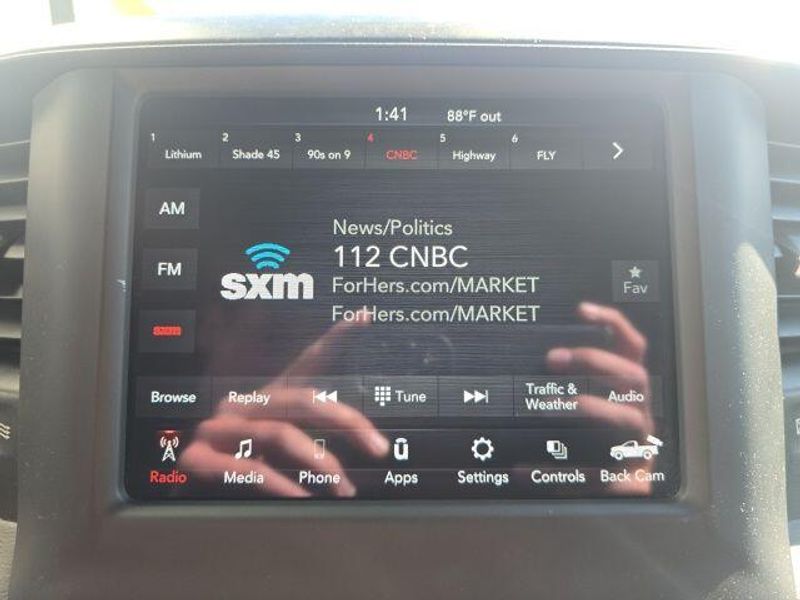 1:41 88°F out
1 Lithium 2 Shade 45 3 90s on 9 4 CNBC 5 Highway 6 FLY
AM
FM
sxm
sxm
News/Politics
112 CNBC
ForHers.com/MARKET
ForHers.com/MARKET
Fav
Browse Replay Tune Traffic & Weather Audio
Radio Media Phone Apps Settings Controls Back Cam